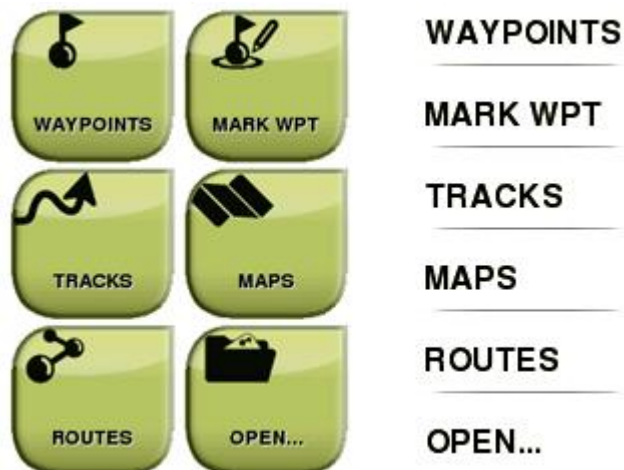 WAYPOINTS
MARK WPT
TRACKS
MAPS
ROUTES
OPEN...
WAYPOINTS
MARK WPT
TRACKS
MAPS
ROUTES
OPEN...